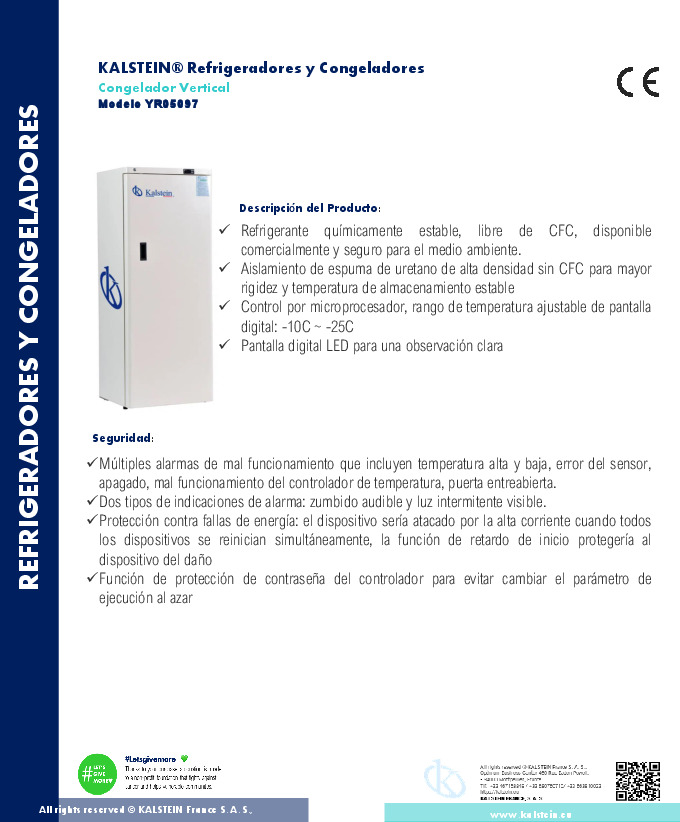 REFRIGERADORES Y CONGELADORES
KALSTEIN® Refrigeradores y Congeladores
Congelador Vertical
Modelo YR05097
CE
Kalstein
Descripción del Producto:
✓ Refrigerante químicamente estable, libre de CFC, disponible
comercialmente y seguro para el medio ambiente.
✓ Aislamiento de espuma de uretano de alta densidad sin CFC para mayor
rigidez y temperatura de almacenamiento estable
✓ Control por microprocesador, rango de temperatura ajustable de pantalla
digital: -10C ~ -25C
✓ Pantalla digital LED para una observación clara
Seguridad:
✓Múltiples alarmas de mal funcionamiento que incluyen temperatura alta y baja, error del sensor,
apagado, mal funcionamiento del controlador de temperatura, puerta entreabierta.
✓Dos tipos de indicaciones de alarma: zumbido audible y luz intermitente visible.
✓Protección contra fallas de energía: el dispositivo sería atacado por la alta corriente cuando todos
los dispositivos se reinician simultáneamente, la función de retardo de inicio protegería al
dispositivo del daño
✓Función de protección de contraseña del controlador para evitar cambiar el parámetro de
ejecución al azar
#LET'S
GIVE
MORE
#Letsgivemore
All rights reserved ©KALSTEIN France S. A. S.,
KALSTEIN FRANCE, S. A. S
All rights reserved © KALSTEIN France S.A.S.,